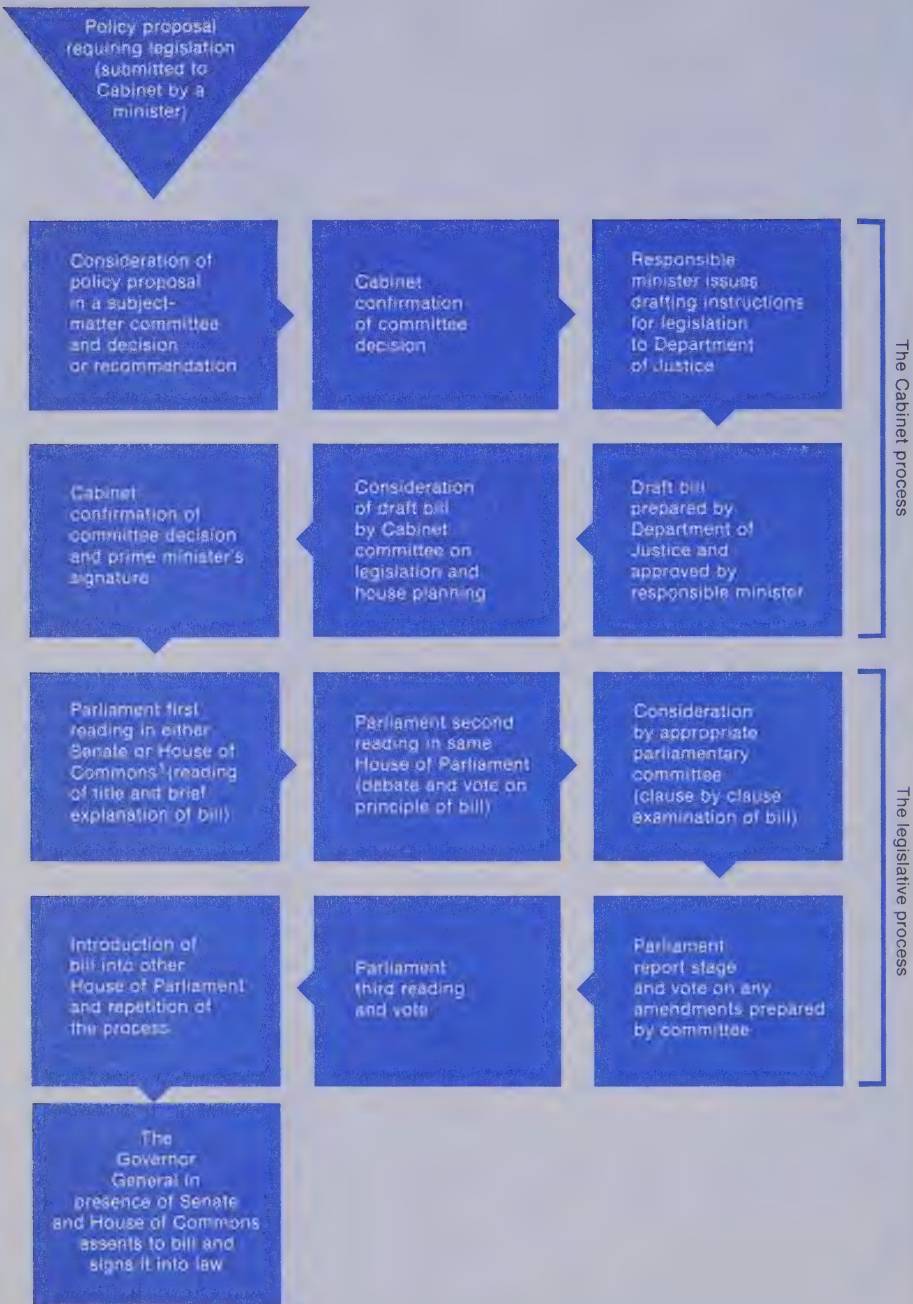 Policy proposal
requiring legislation
(submitted to
Cabinet by a
minister)
Consideration of
policy proposal
in a subject-
matter committee
and decision
or recommendation
Cabinet
confirmation
of committee
decision
Responsible
minister issues
drafting instructions
for legislation
to Department
of Justice
The Cabinet process
Draft bill
prepared by
Department of
Justice and
approved by
responsible minister
Consideration
of draft bill
by Cabinet
committee on
legislation and
house planning
Cabinet
confirmation of
committee decision
and prime minister's
signature
Parliament first
reading in either
Senate or House of
Commons¹ (reading
of title and brief
explanation of bill)
Parliament second
reading in same
House of Parliament
(debate and vote on
principle of bill)
Consideration
by appropriate
parliamentary
committee
(clause by clause
examination of bill)
The legislative process
Parliament
report stage
and vote on any
amendments prepared
by committee
Parliament
third reading
and vote
Introduction of
bill into other
House of Parliament
and repetition of
the process
The
Governor
General in
presence of Senate
and House of Commons
assents to bill and
signs it into law